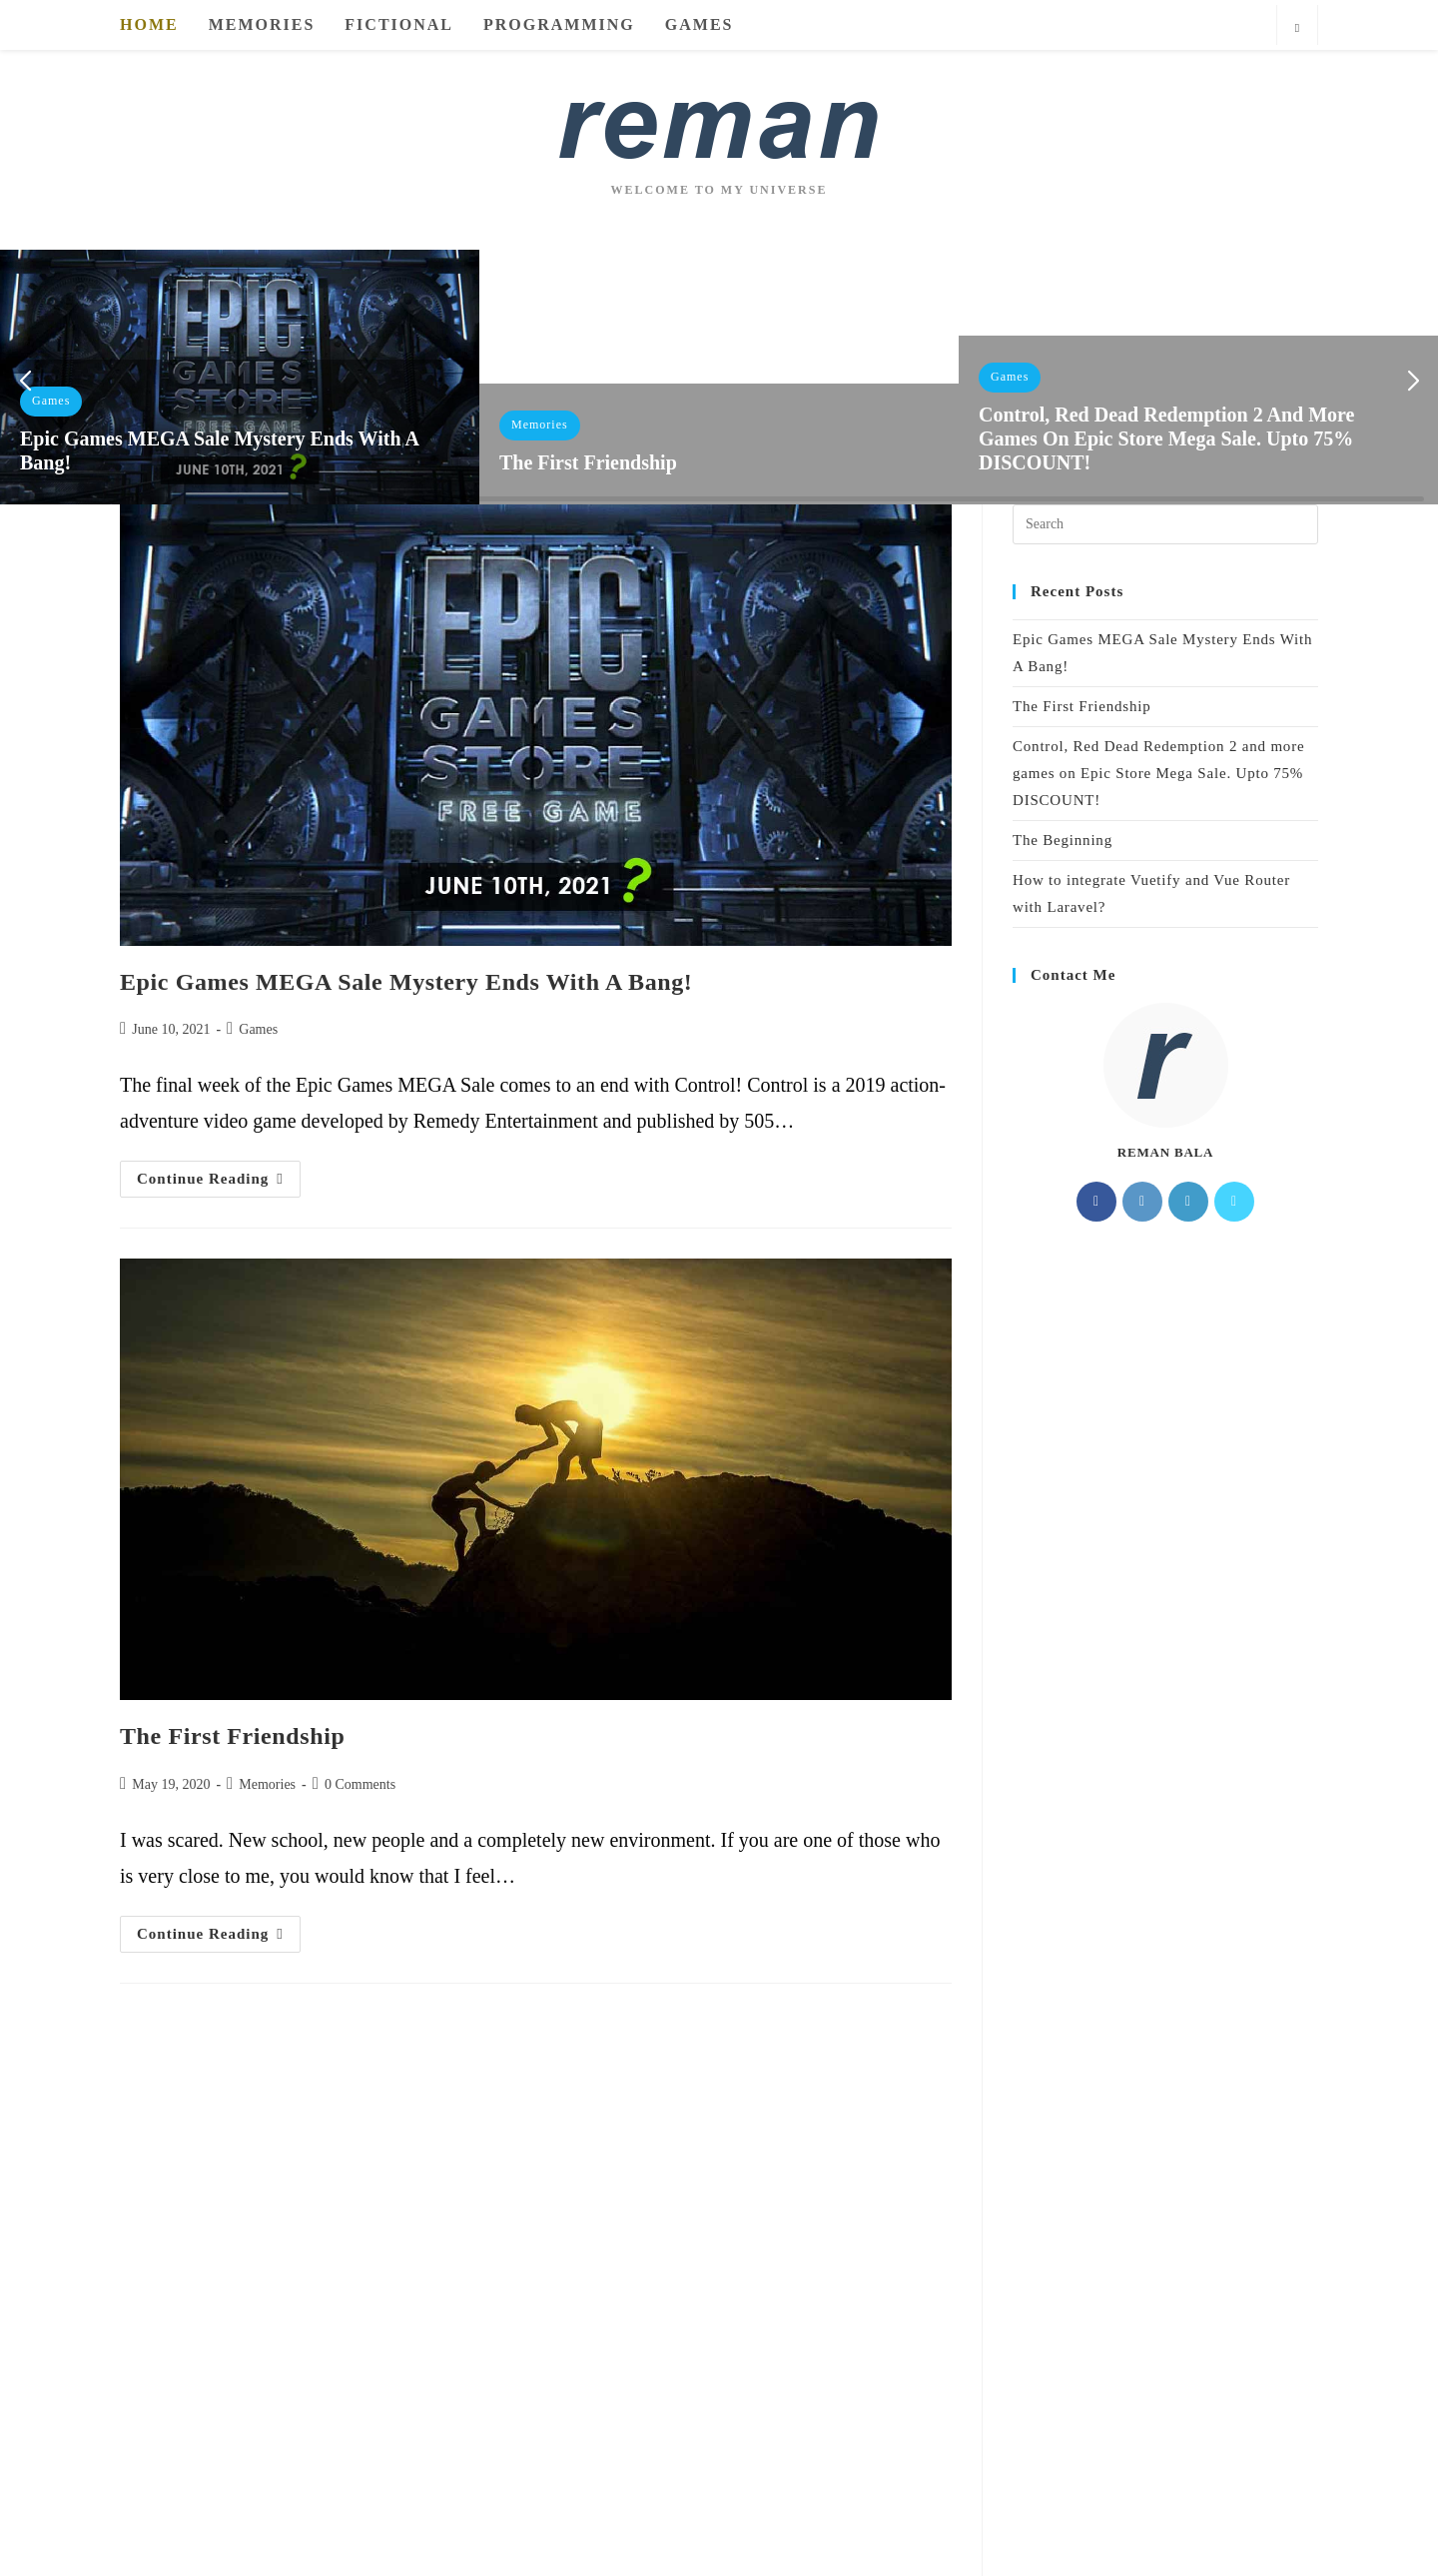 HOME MEMORIES FICTIONAL PROGRAMMING GAMES
reman
WELCOME TO MY UNIVERSE
EPIC
GAMES
STORE
FREE GAME
Games
Epic Games MEGA Sale Mystery Ends With A
Bang!
JUNE 10TH, 2021 ?
Memories
The First Friendship
Games
Control, Red Dead Redemption 2 And More
Games On Epic Store Mega Sale. Upto 75%
DISCOUNT!
EPIC
GAMES
STORE
FREE GAME
JUNE 10TH, 2021 ?
Epic Games MEGA Sale Mystery Ends With A Bang!
June 10, 2021 - Games
The final week of the Epic Games MEGA Sale comes to an end with Control! Control is a 2019 action-
adventure video game developed by Remedy Entertainment and published by 505…
Continue Reading
The First Friendship
May 19, 2020 - Memories - 0 Comments
I was scared. New school, new people and a completely new environment. If you are one of those who
is very close to me, you would know that I feel…
Continue Reading
Search
Recent Posts
Epic Games MEGA Sale Mystery Ends With
A Bang!
The First Friendship
Control, Red Dead Redemption 2 and more
games on Epic Store Mega Sale. Upto 75%
DISCOUNT!
The Beginning
How to integrate Vuetify and Vue Router
with Laravel?
Contact Me
r
REMAN BALA